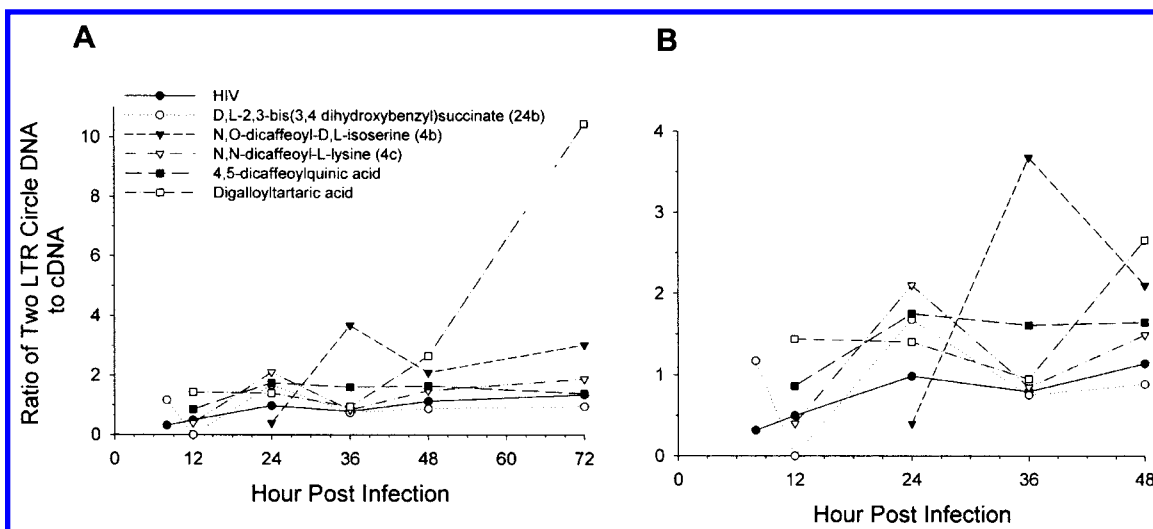 A
HIV
D,L-2,3-bis(3,4 dihydroxybenzyl)succinate (24b)
N,O-dicaffeoyl-D,L-isoserine (4b)
N,N-dicaffeoyl-L-lysine (4c)
4,5-dicaffeoylquinic acid
Digalloyltartaric acid
Ratio of Two LTR Circle DNA
to cDNA
10
8
6
4
2
0
0 12 24 36 48 60 72
Hour Post Infection
B
4
3
2
1
0
0 12 24 36 48
Hour Post Infection